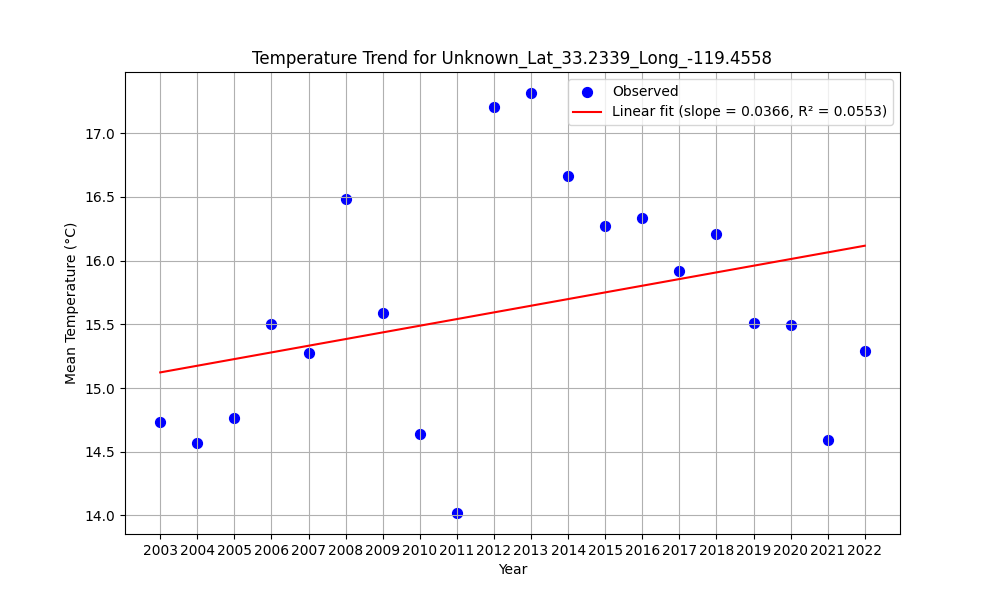 Temperature Trend for Unknown_Lat_33.2339_Long_-119.4558
Observed
Linear fit (slope = 0.0366, R² = 0.0553)
Mean Temperature (°C)
17.0
16.5
16.0
15.5
15.0
14.5
14.0
2003 2004 2005 2006 2007 2008 2009 2010 2011 2012 2013 2014 2015 2016 2017 2018 2019 2020 2021 2022
Year